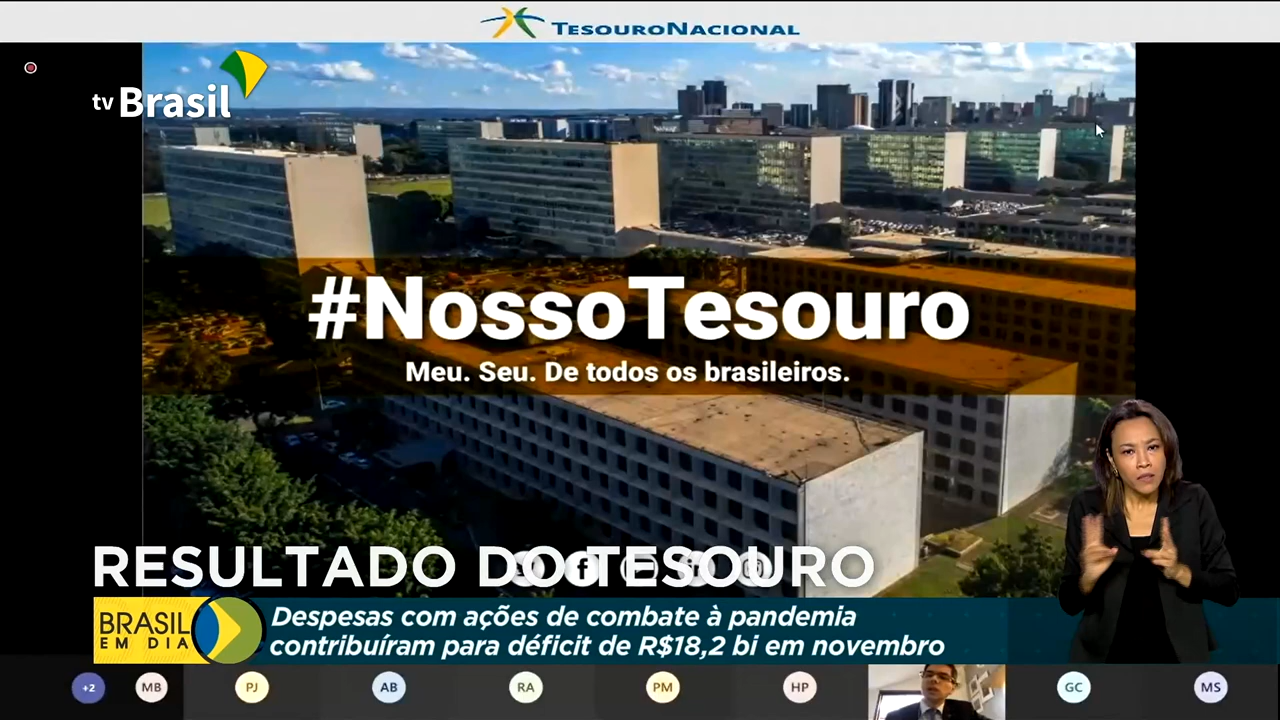 TESOURONACIONAL
tv Brasil
#NossoTesouro
Meu. Seu. De todos os brasileiros.
RESULTADO DO TESOURO
BRASIL
EM DIA
Despesas com ações de combate à pandemia
contribuíram para déficit de R$18,2 bi em novembro
+2 MB PJ AB RA PM HP GC MS